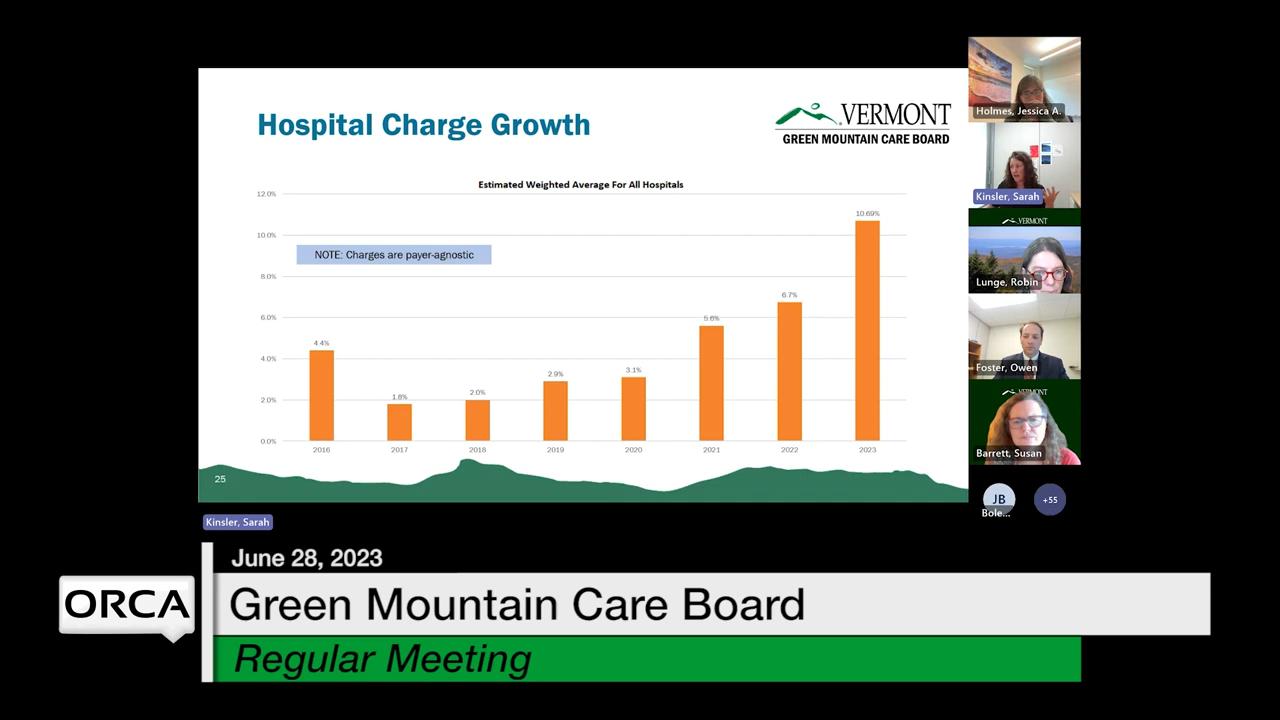 Hospital Charge Growth
VERMONT
GREEN MOUNTAIN CARE BOARD
Estimated Weighted Average For All Hospitals
12.0%
10.0%
8.0%
6.0%
4.0%
2.0%
0.0%
NOTE: Charges are payer-agnostic
4.4%
1.8%
2.0%
2.9%
3.1%
5.6%
6.7%
10.69%
2016
2017
2018
2019
2020
2021
2022
2023
25
Holmes, Jessica A.
Kinsler, Sarah
VERMONT
Lunge, Robin
Foster, Owen
VERMONT
Barrett, Susan
JB
Bole...
+55
Kinsler, Sarah
June 28, 2023
ORCA
Green Mountain Care Board
Regular Meeting